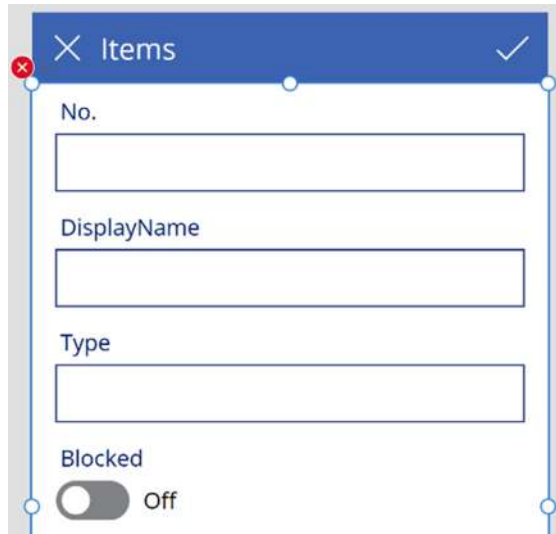 Items
No.
DisplayName
Type
Blocked
Off